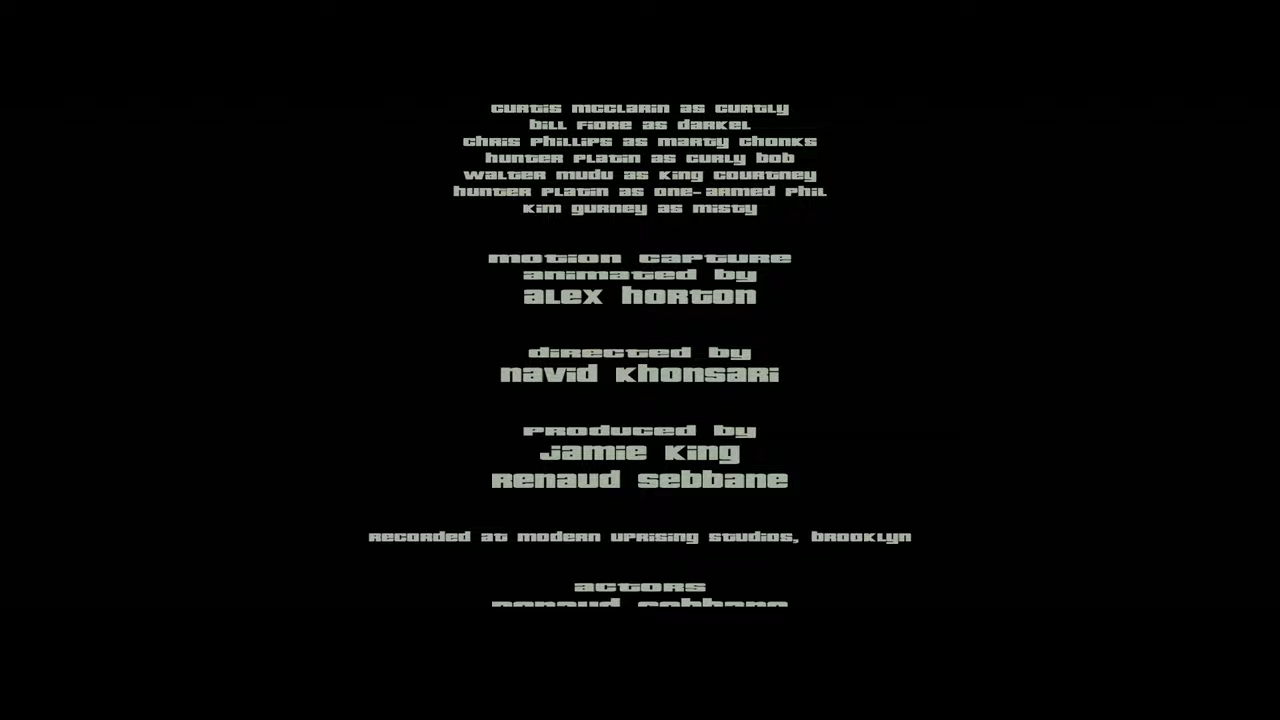 curtis mcclarin as curtly
bill fiore as darkel
chris phillips as marty chonks
hunter platin as curly bob
walter mudu as king courtney
hunter platin as one-armed phil
kim gurney as misty
motion capture
animated by
alex horton
directed by
navid khonsari
produced by
jamie king
renaud sebbane
recorded at modern uprising studios, brooklyn
actors
renaud sebbane